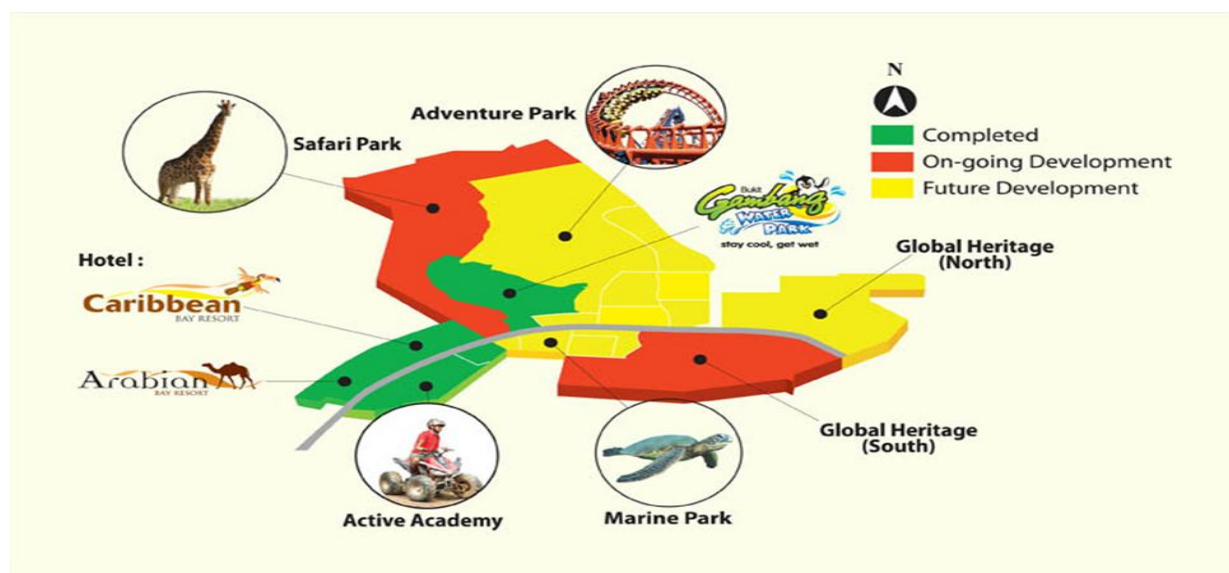 N
Completed
On-going Development
Future Development
Adventure Park
Safari Park
Bukit
Gambang
WATER
PARK
stay cool, get wet
Global Heritage
(North)
Hotel :
Caribbean
BAY RESORT
Arabian
BAY RESORT
Global Heritage
(South)
Active Academy
Marine Park